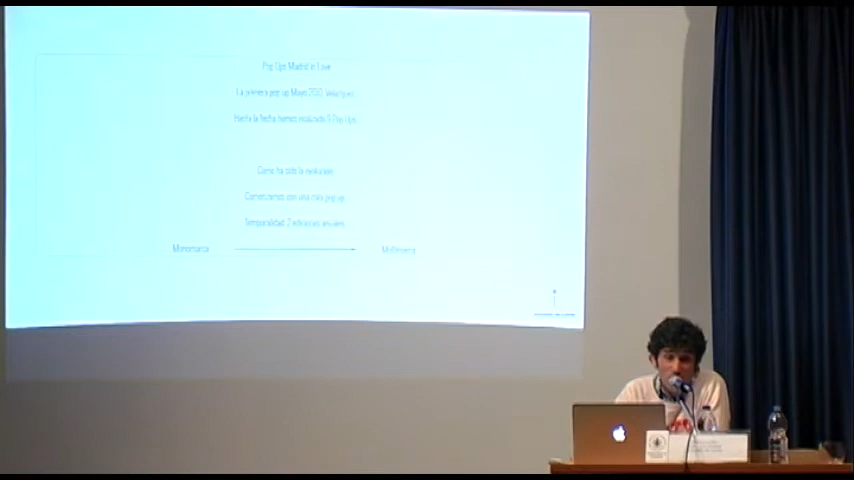 Pop Ups Madrid in Love
La primera pop up Mayo 2010. Velázquez.
Hasta la fecha hemos realizado 9 Pop Ups.
Como ha sido la evolución
Comenzamos con una mini pop up
Temporalidad: 2 ediciones anuales
Monomarca Multimarca